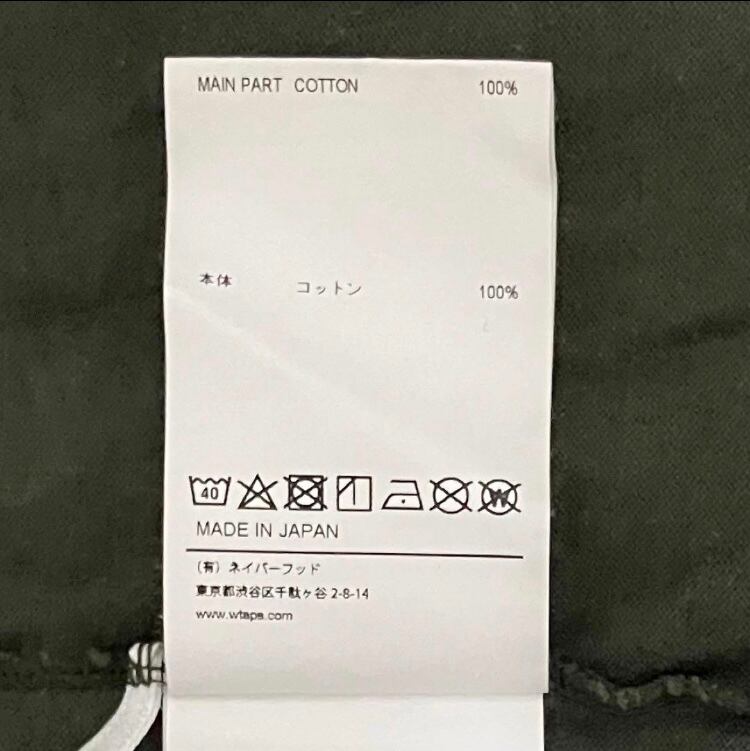 MAIN PART COTTON 100%
本体 コットン 100%
40 W
MADE IN JAPAN
(有) ネイバーフッド
東京都渋谷区千駄ヶ谷 2-8-14
www.wtaps.com